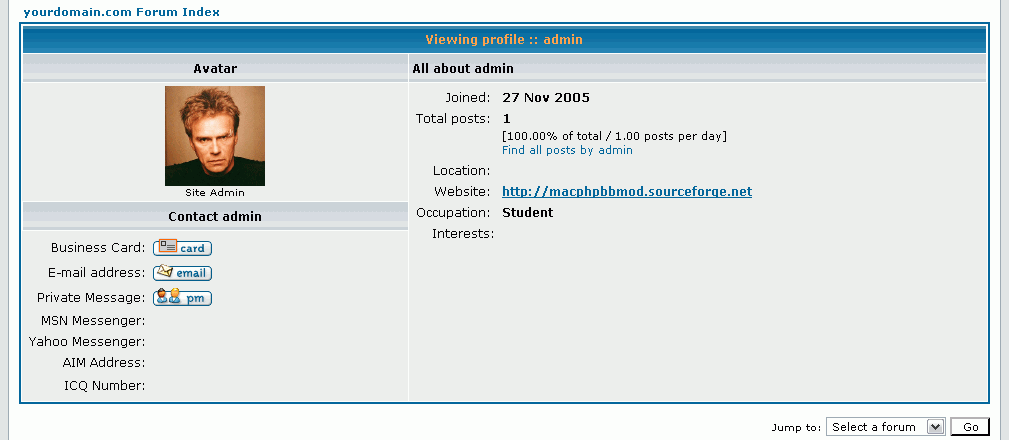 yourdomain.com Forum Index
Viewing profile :: admin
Avatar
Site Admin
Contact admin
Business Card: card
E-mail address: email
Private Message: pm
MSN Messenger:
Yahoo Messenger:
AIM Address:
ICQ Number:
All about admin
Joined: 27 Nov 2005
Total posts: 1
[100.00% of total / 1.00 posts per day]
Find all posts by admin
Location:
Website: http://macphpbbmod.sourceforge.net
Occupation: Student
Interests:
Jump to: Select a forum Go